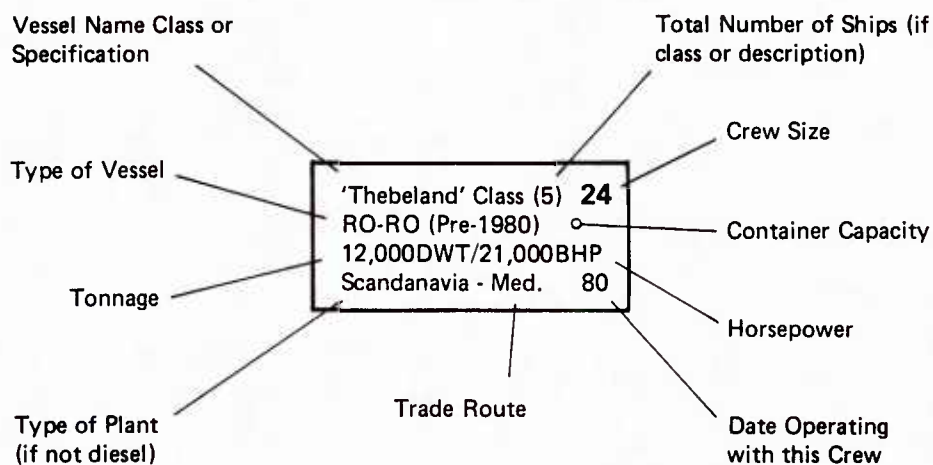 Vessel Name Class or
Specification
Total Number of Ships (if
class or description)
Crew Size
Type of Vessel
'Thebeland' Class (5) 24
RO-RO (Pre-1980)
Container Capacity
12,000DWT/21,000BHP
Scandanavia - Med. 80
Tonnage
Horsepower
Trade Route
Type of Plant
(if not diesel)
Date Operating
with this Crew